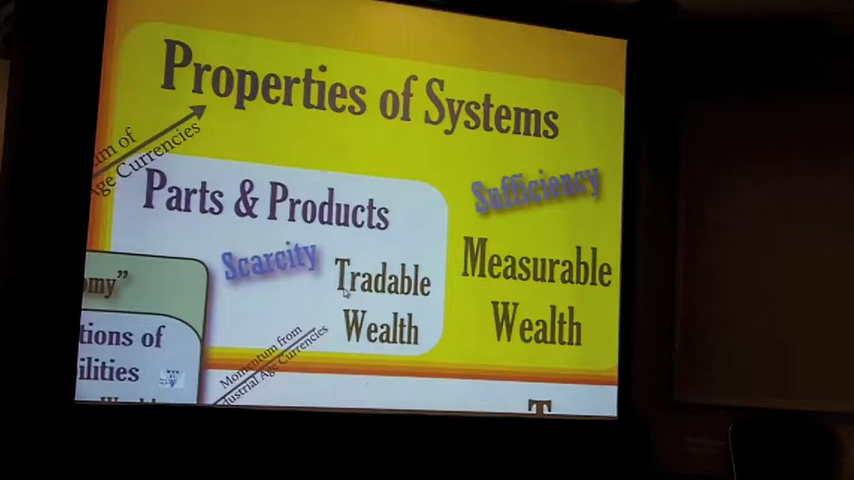 Properties of Systems
um of
ge Currencies
Parts & Products
Sufficiency
Scarcity
Tradable
Wealth
Measurable
Wealth
omy”
tions of
ilities
Momentum from
dustrial Age Currencies
T